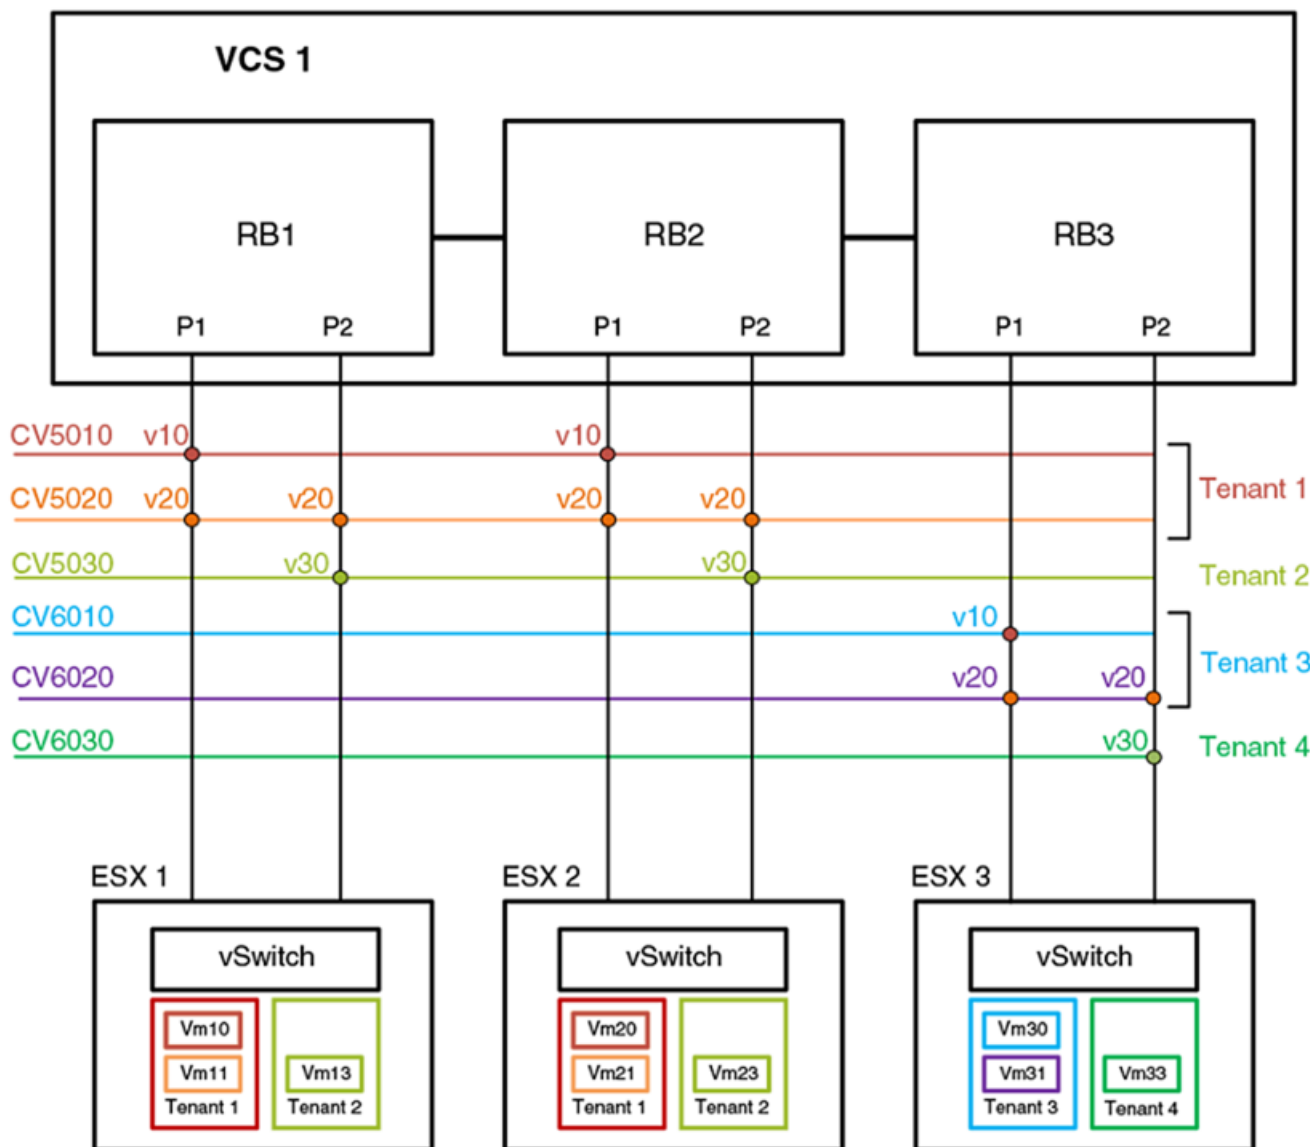 VCS 1
RB1 RB2 RB3
P1 P2 P1 P2 P1 P2
CV5010 v10 v10
CV5020 v20 v20 v20 v20
Tenant 1
CV5030 v30 v30 Tenant 2
CV6010 v10
Tenant 3
CV6020 v20 v20
CV6030 v30 Tenant 4
ESX 1 ESX 2 ESX 3
vSwitch vSwitch vSwitch
Vm10 Vm20 Vm30
Vm11 Vm13 Vm21 Vm23 Vm31 Vm33
Tenant 1 Tenant 2 Tenant 1 Tenant 2 Tenant 3 Tenant 4